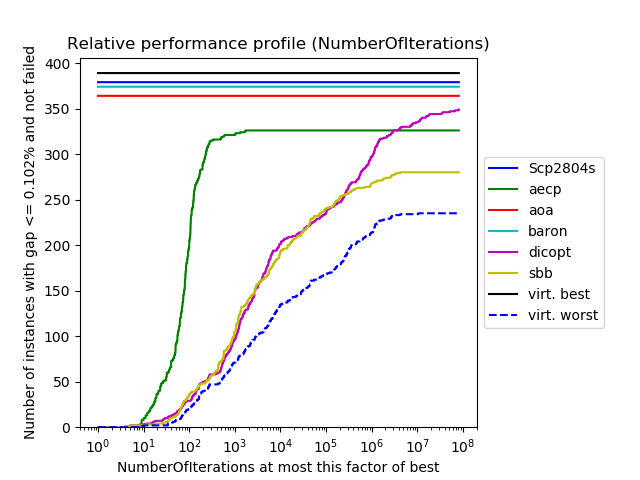 Relative performance profile (NumberOfIterations)
Number of instances with gap <= 0.102% and not failed
400
350
300
250
200
150
100
50
0
10^0
10^1
10^2
10^3
10^4
10^5
10^6
10^7
10^8
NumberOfIterations at most this factor of best
Scp2804s
aecp
aoa
baron
dicopt
sbb
virt. best
virt. worst